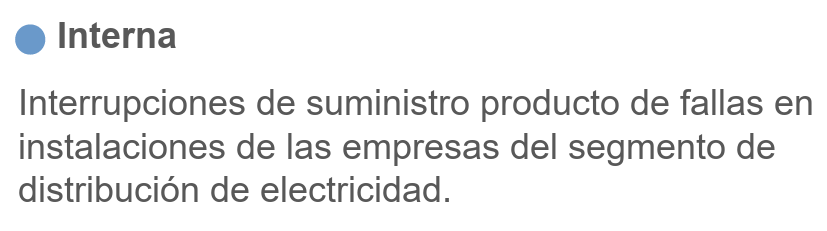 Interna
Interrupciones de suministro producto de fallas en
instalaciones de las empresas del segmento de
distribución de electricidad.